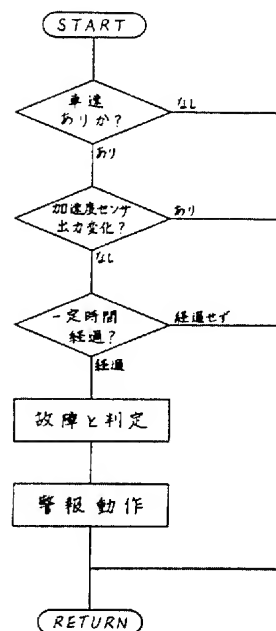 START
車速
ありか?
なし
あり
加速度センサ
出力変化?
あり
なし
一定時間
経過?
経過せず
経過
故障と判定
警報動作
RETURN